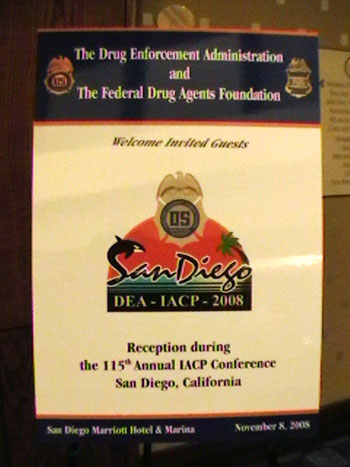 The Drug Enforcement Administration
and
The Federal Drug Agents Foundation
Welcome Invited Guests
US
San Diego
DEA - IACP - 2008
Reception during
the 115th Annual IACP Conference
San Diego, California
San Diego Marriott Hotel & Marina
November 8, 2008